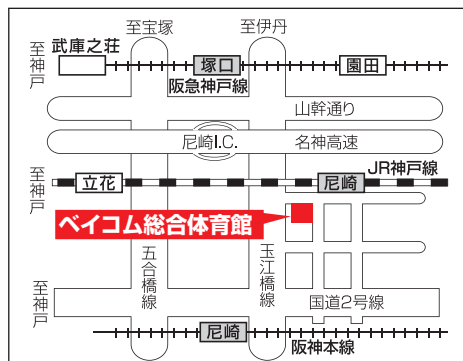 至宝塚
至伊丹
至神戸
武庫之荘
塚口
園田
阪急神戸線
山幹通り
尼崎I.C.
名神高速
JR神戸線
至神戸
立花
尼崎
ベイコム総合体育館
五合橋線
玉江橋線
至神戸
国道2号線
尼崎
阪神本線